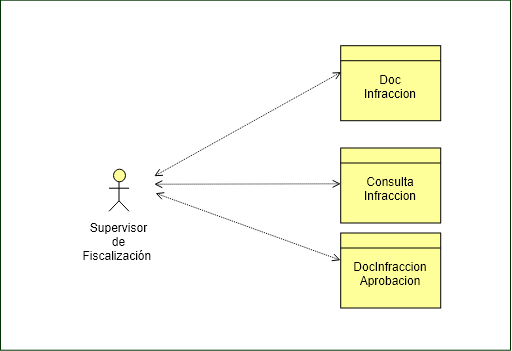 Doc
Infraccion
Consulta
Infraccion
Supervisor
de
Fiscalización
DocInfraccion
Aprobacion